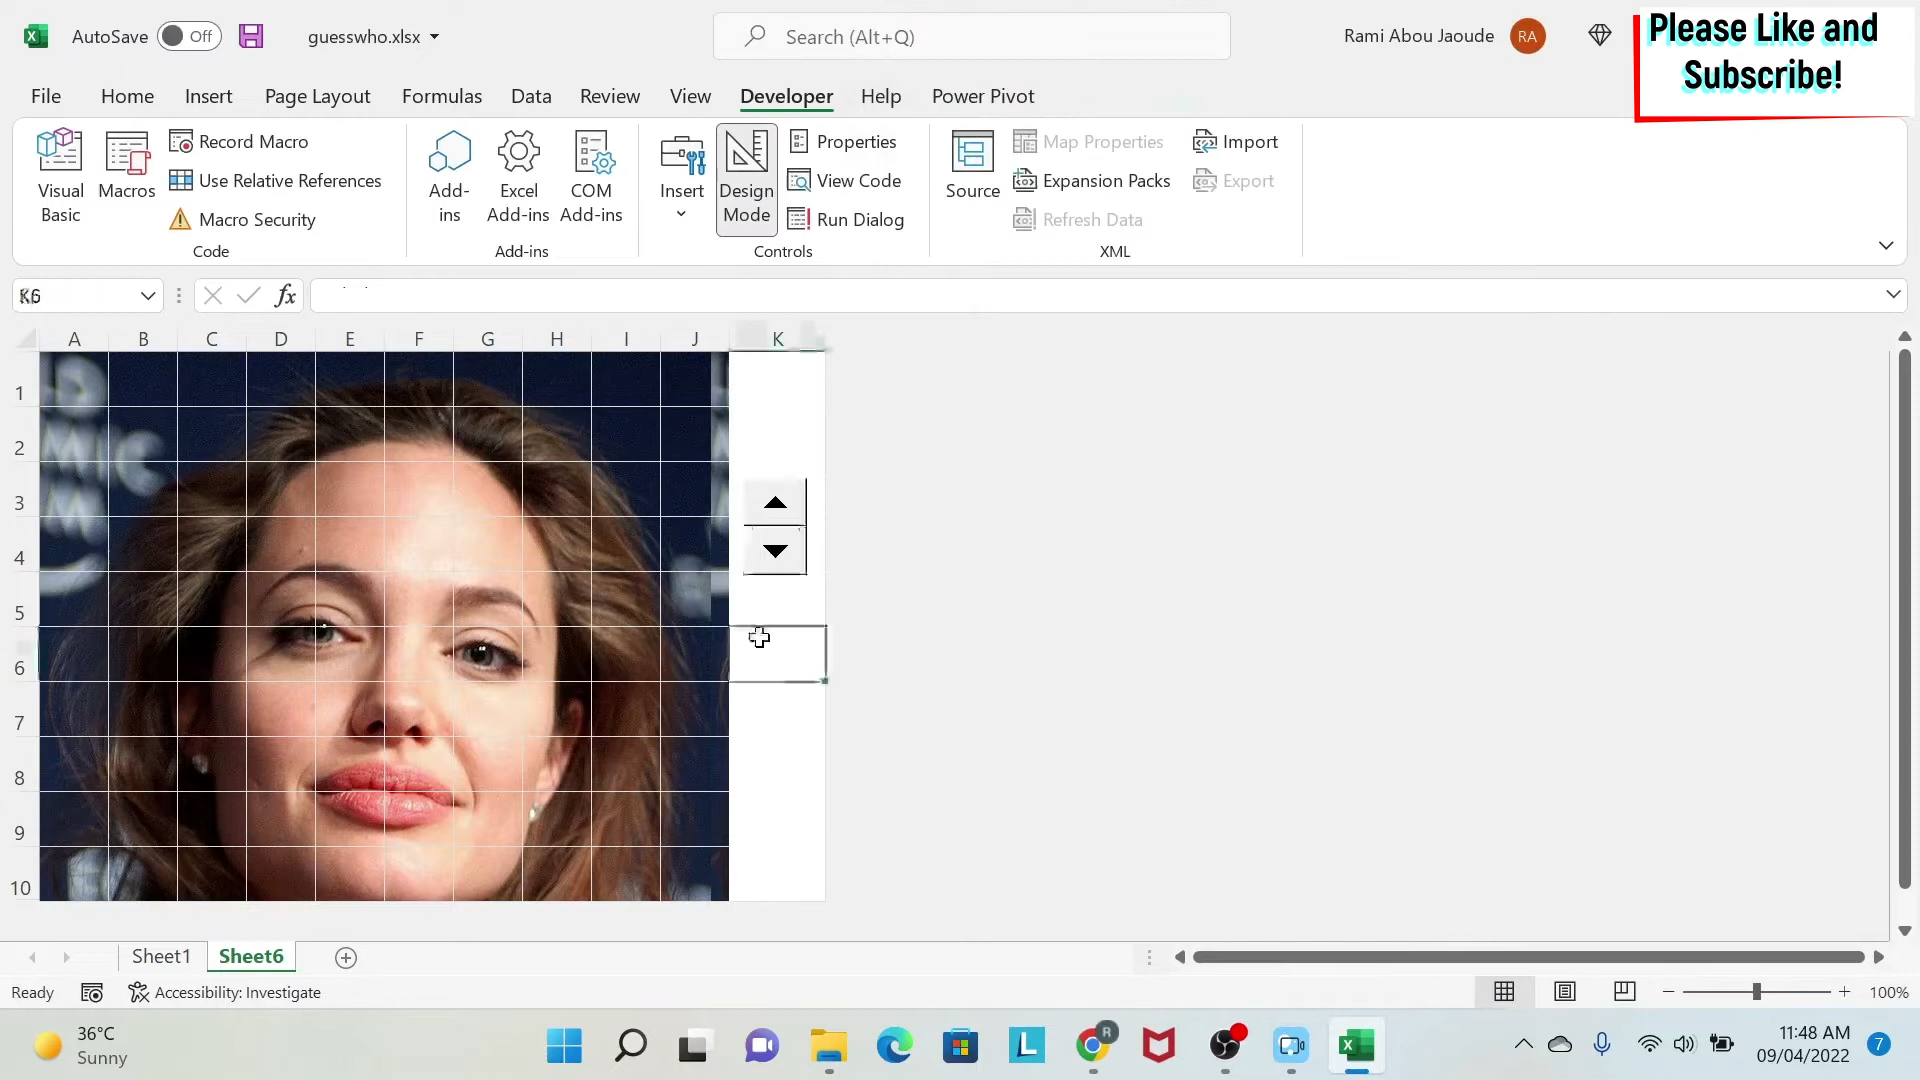 AutoSave Off guesswho.xlsx Search (Alt+Q) Rami Abou Jaoude RA
Please Like and
Subscribe!
File Home Insert Page Layout Formulas Data Review View Developer Help Power Pivot
Visual
Basic
Macros
Record Macro
Use Relative References
Macro Security
Code
Add-
ins
Excel
Add-ins
COM
Add-ins
Add-ins
Insert
Design
Mode
Properties
View Code
Run Dialog
Controls
Source
Map Properties
Expansion Packs
Refresh Data
Import
Export
XML
fx
A B C D E F G H I J K
1
2
3
4
5
6
7
8
9
10
Sheet1 Sheet6
Ready Accessibility: Investigate 100%
36°C
Sunny
R
11:48 AM
09/04/2022
7